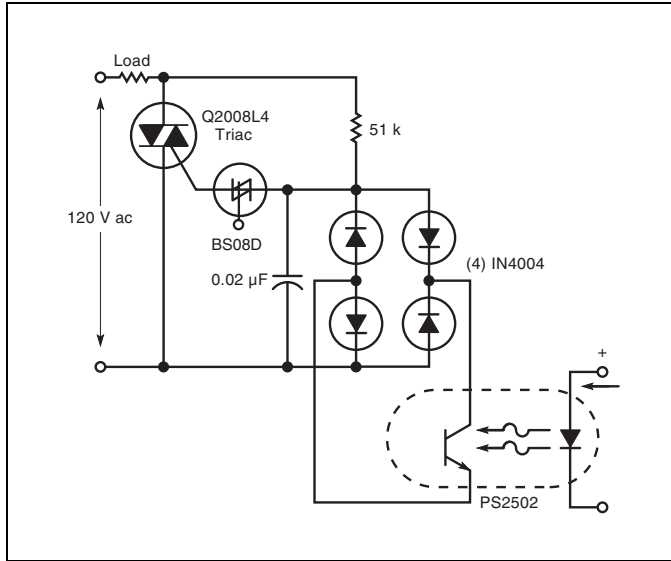 Load
Q2008L4
Triac
51 k
120 V ac
BS08D
(4) IN4004
0.02 µF
+
PS2502